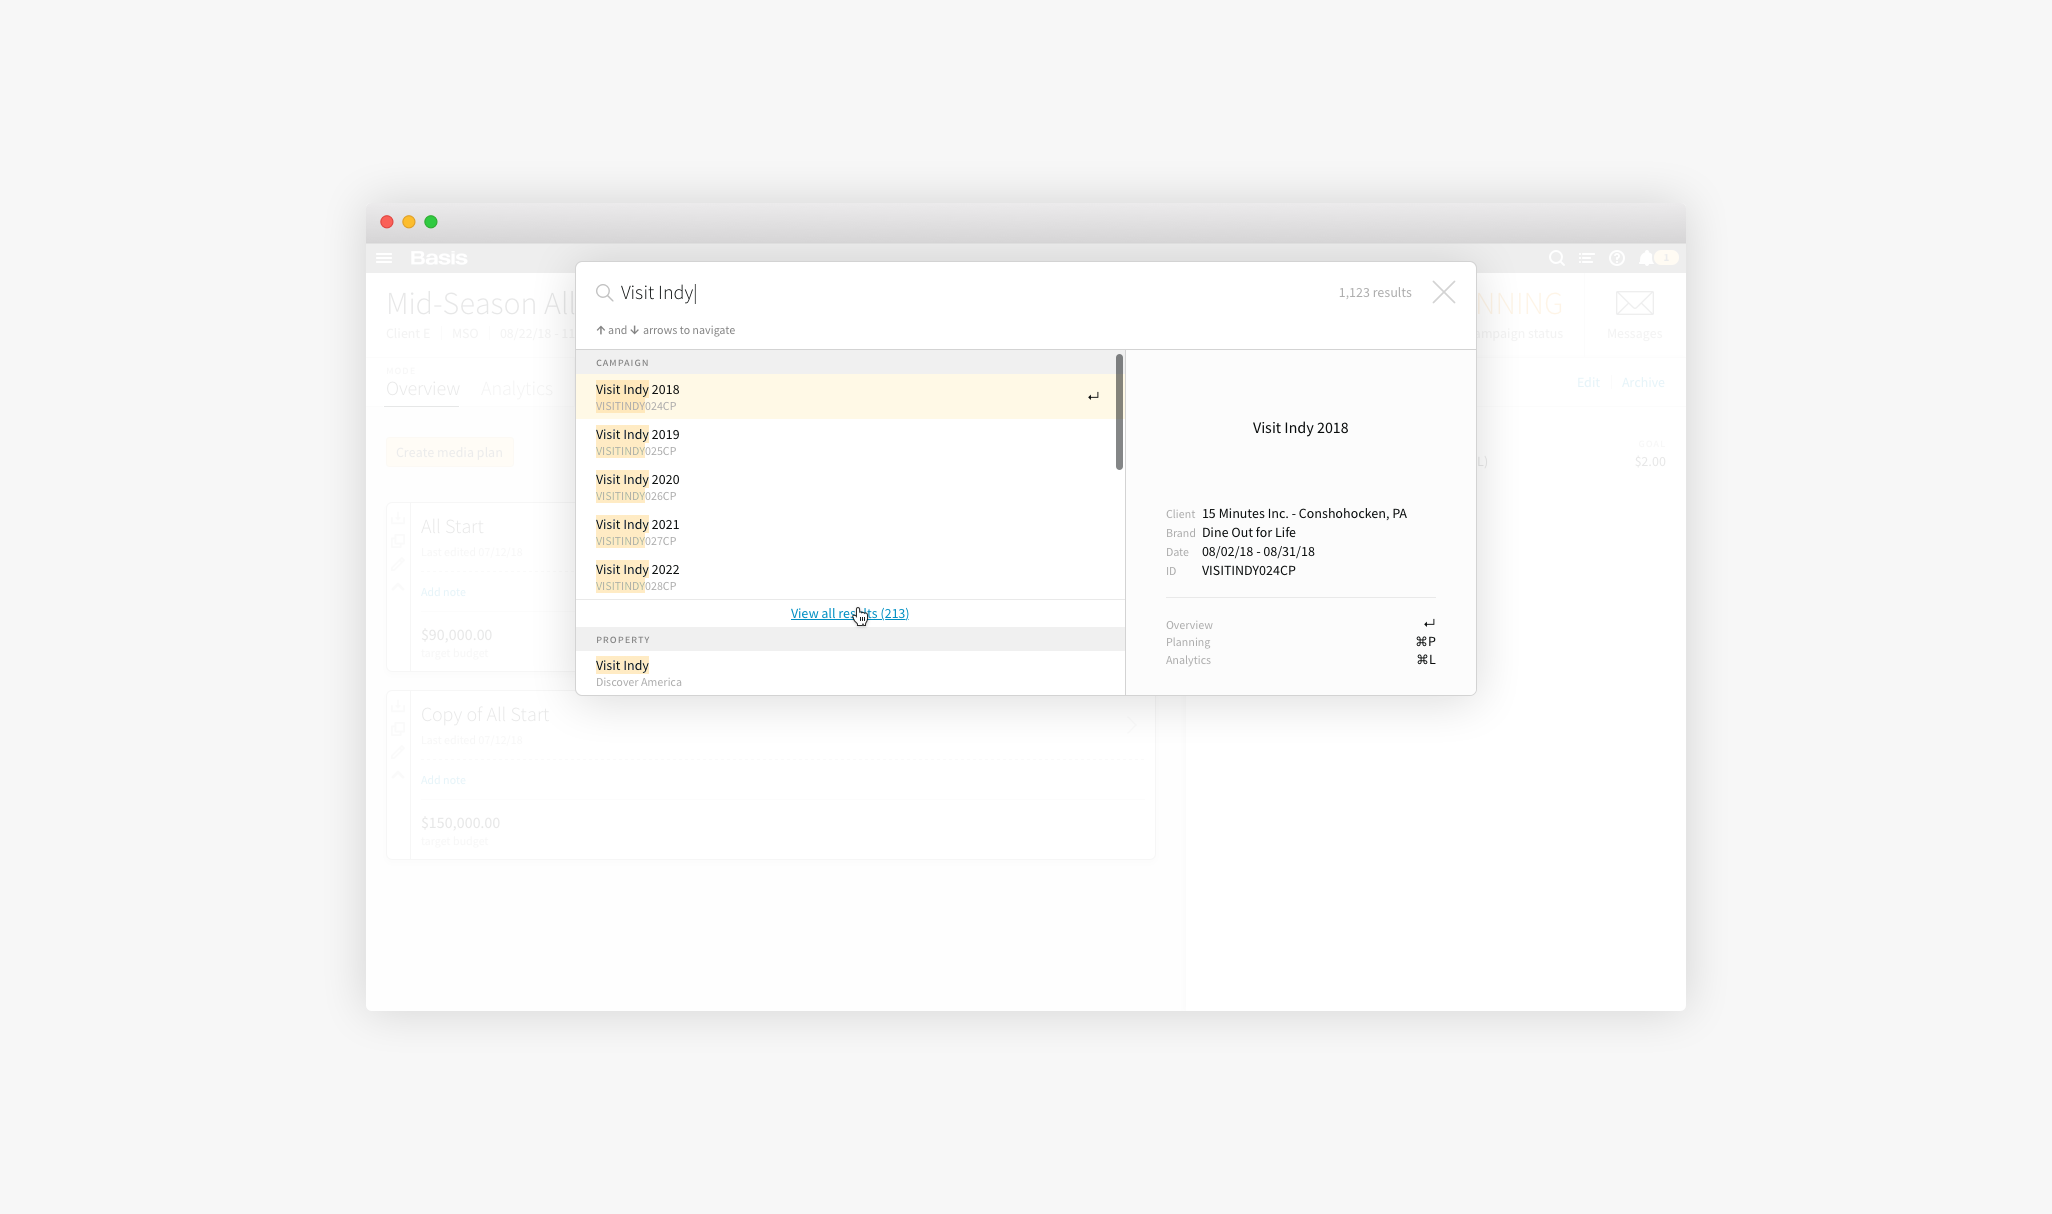 Basis
Visit Indy
1,123 results
↑ and ↓ arrows to navigate
CAMPAIGN
Visit Indy 2018
VISITINDY024CP
Visit Indy 2019
VISITINDY025CP
Visit Indy 2020
VISITINDY026CP
Visit Indy 2021
VISITINDY027CP
Visit Indy 2022
VISITINDY028CP
View all results (213)
PROPERTY
Visit Indy
Discover America
Visit Indy 2018
Client 15 Minutes Inc. - Conshohocken, PA
Brand Dine Out for Life
Date 08/02/18 - 08/31/18
ID VISITINDY024CP
Overview ↵
Planning ⌘P
Analytics ⌘L
Mid-Season All
Client E MSO 06/22/18 - 11
NNING
mpaign status
Messages
MODE
Overview Analytics
Edit Archive
Create media plan
$2.00
All Start
Last edited 07/12/18
Add note
$90,000.00
target budget
Copy of All Start
Last edited 07/12/18
Add note
$150,000.00
target budget